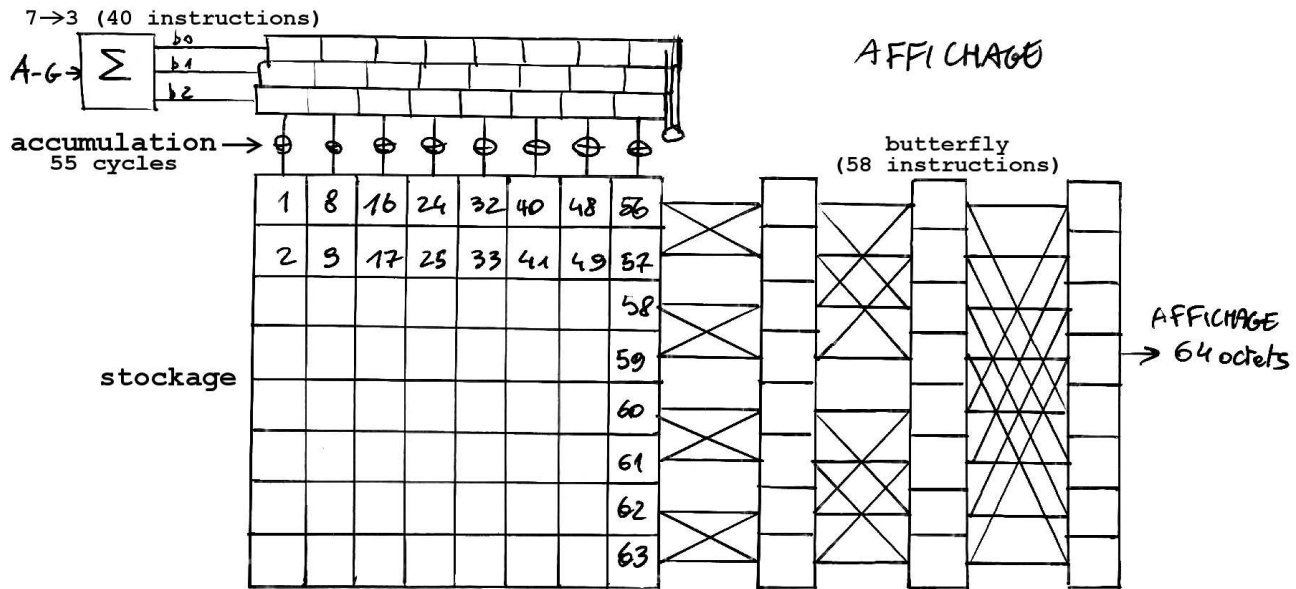 7→3 (40 instructions)
A-G→ Σ b0 b1 b2
AFFICHAGE
accumulation →
55 cycles
butterfly
(58 instructions)
1 8 16 24 32 40 48 56
2 9 17 25 33 41 49 57
58
59
60
61
62
63
stockage
AFFICHAGE
→ 64 octets